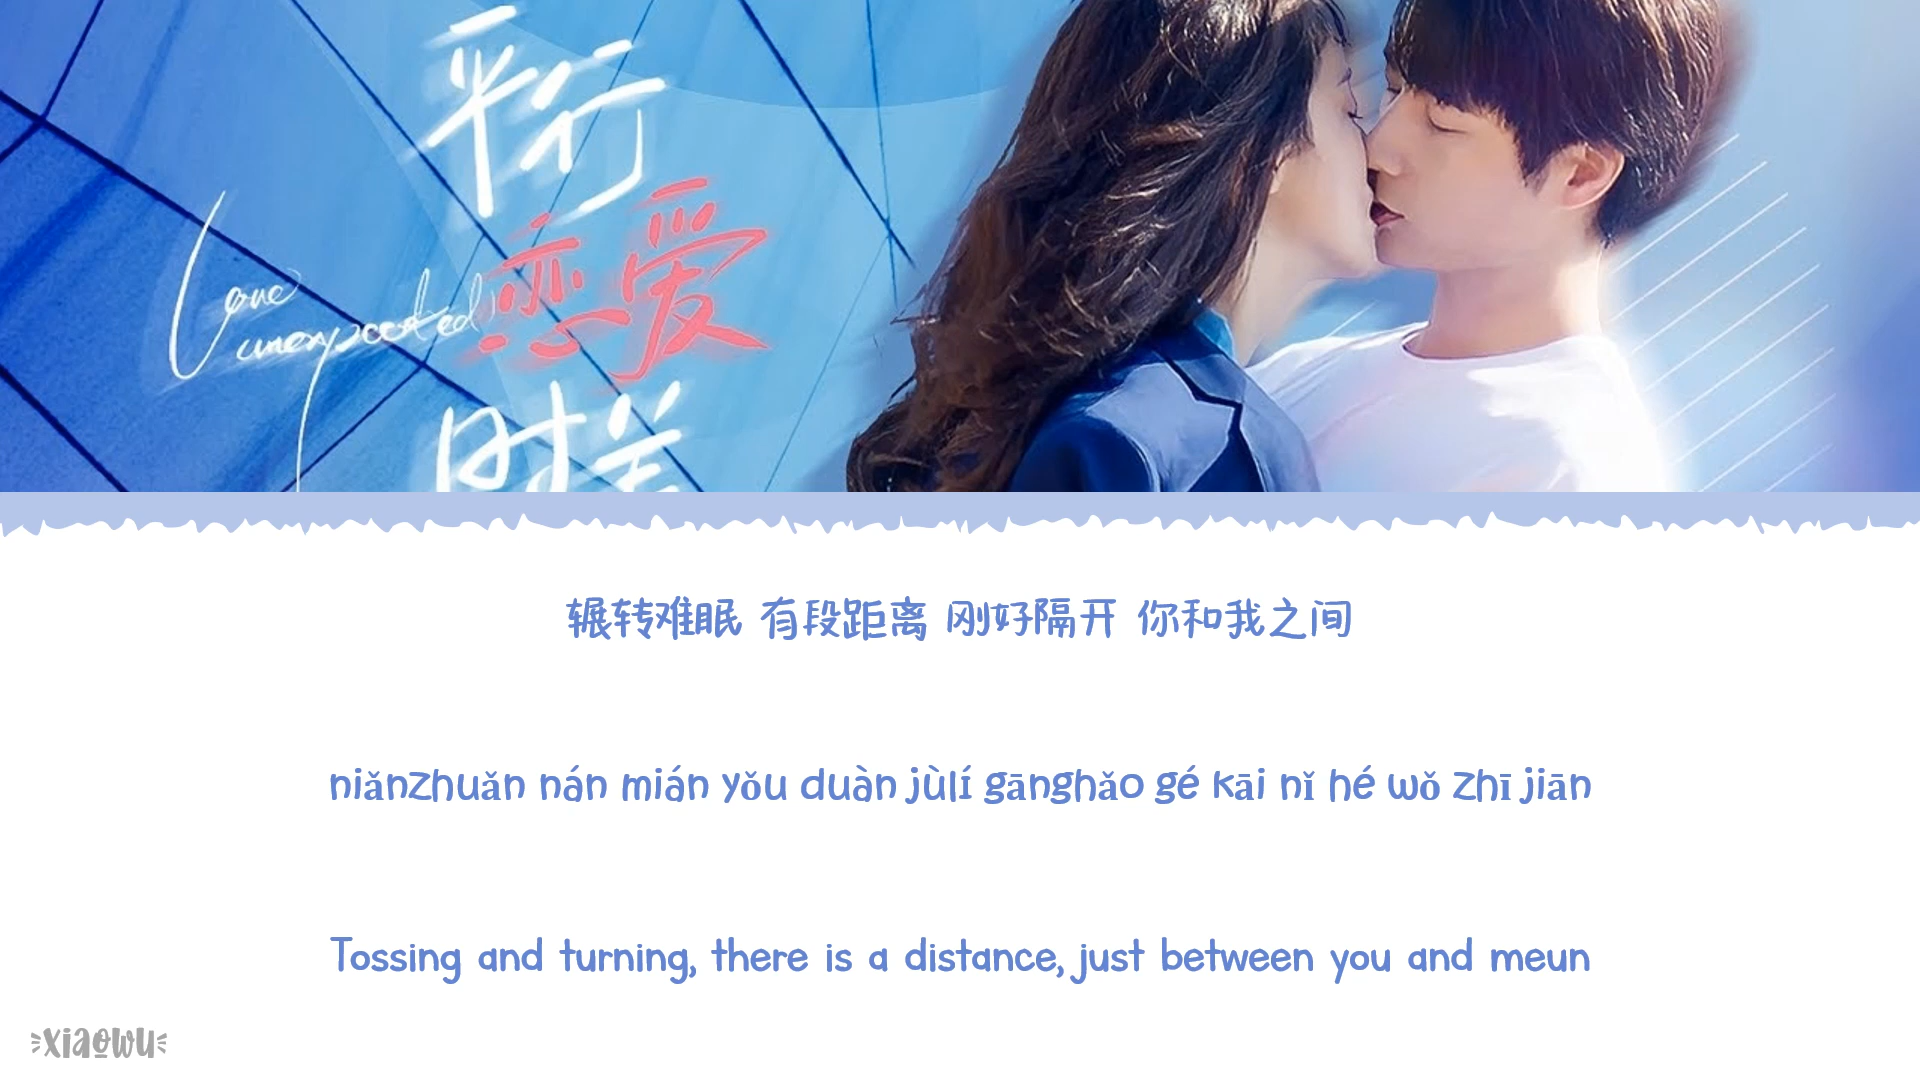 平行
恋爱
时差
Love
unexpected
辗转难眠 有段距离 刚好隔开 你和我之间
niǎnzhuǎn nán mián yǒu duàn jùlí gānghǎo gé kāi nǐ hé wǒ zhī jiān
Tossing and turning, there is a distance, just between you and meun
xiaowu